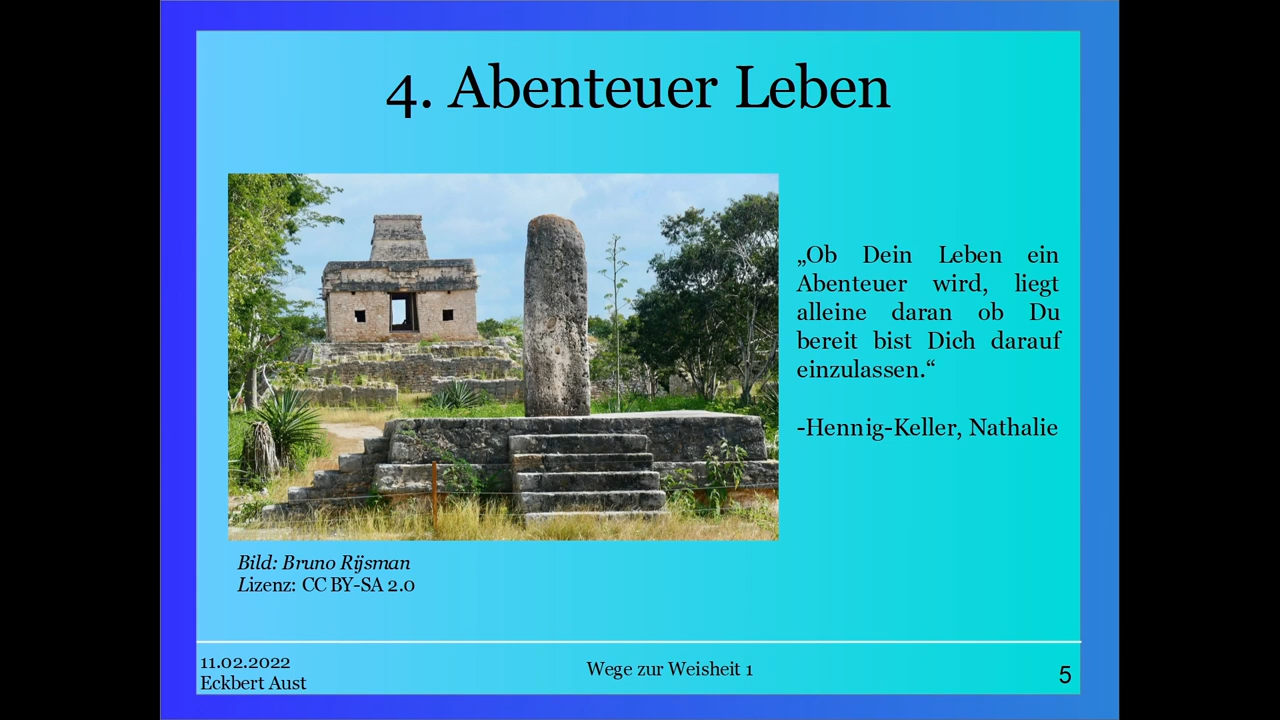 4. Abenteuer Leben
„Ob Dein Leben ein
Abenteuer wird, liegt
alleine daran ob Du
bereit bist Dich darauf
einzulassen.“
-Hennig-Keller, Nathalie
Bild: Bruno Rijsman
Lizenz: CC BY-SA 2.0
11.02.2022
Eckbert Aust
Wege zur Weisheit 1
5